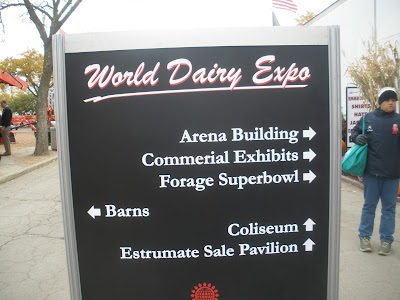 World Dairy Expo
Arena Building →
Commerial Exhibits →
Forage Superbowl →
← Barns
Coliseum ↑
Estrumate Sale Pavilion ↑